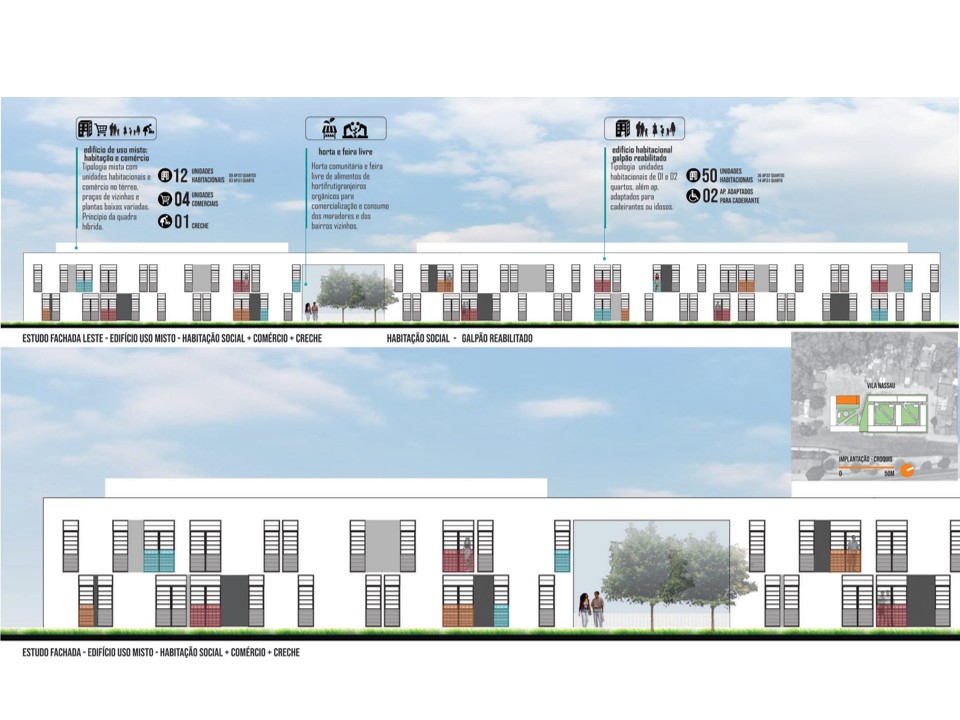 edifício de uso misto:
habitação e comércio
Tipologia mista com
unidades habitacionais e
comércio no térreo,
praças de vizinhas e
plantas baixas variadas.
Princípio da quadra
híbrida.
12 UNIDADES
HABITACIONAIS
04 UNIDADES
COMERCIAIS
01 CRECHE
horta e feira livre
Horta comunitária e feira
livre de alimentos de
hortifrutigranjeiros
orgânicos para
comercialização e consumo
dos moradores e dos
bairros vizinhos.
edifício habitacional
galpão reabilitado
Tipologia unidades
habitacionais de 01 e 02
quartos, além ap.
adaptados para
cadeirantes ou idosos.
50 UNIDADES
HABITACIONAIS
02 AP. ADAPTADOS
PARA CADEIRANTE
ESTUDO FACHADA LESTE - EDIFÍCIO USO MISTO - HABITAÇÃO SOCIAL + COMÉRCIO + CRECHE
HABITAÇÃO SOCIAL - GALPÃO REABILITADO
VILA NASSAU
IMPLANTAÇÃO - CROQUIS
0 50M
ESTUDO FACHADA - EDIFÍCIO USO MISTO - HABITAÇÃO SOCIAL + COMÉRCIO + CRECHE